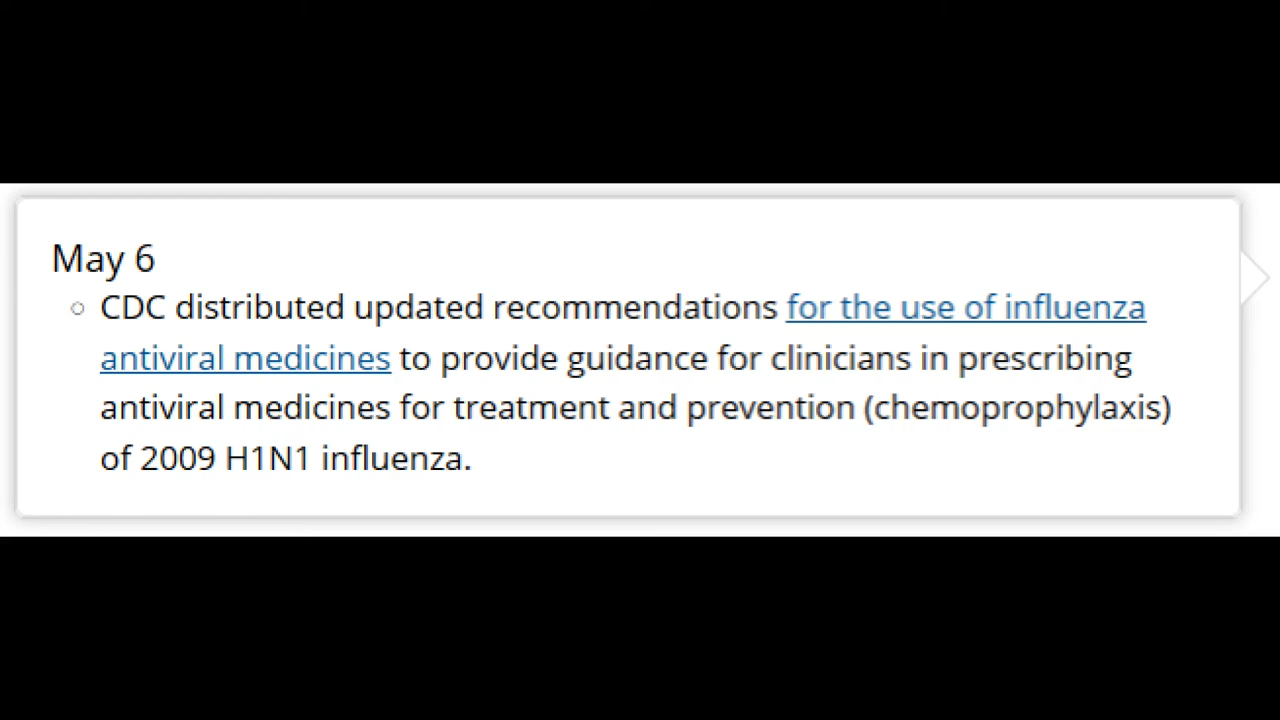 May 6
CDC distributed updated recommendations for the use of influenza
antiviral medicines to provide guidance for clinicians in prescribing
antiviral medicines for treatment and prevention (chemoprophylaxis)
of 2009 H1N1 influenza.